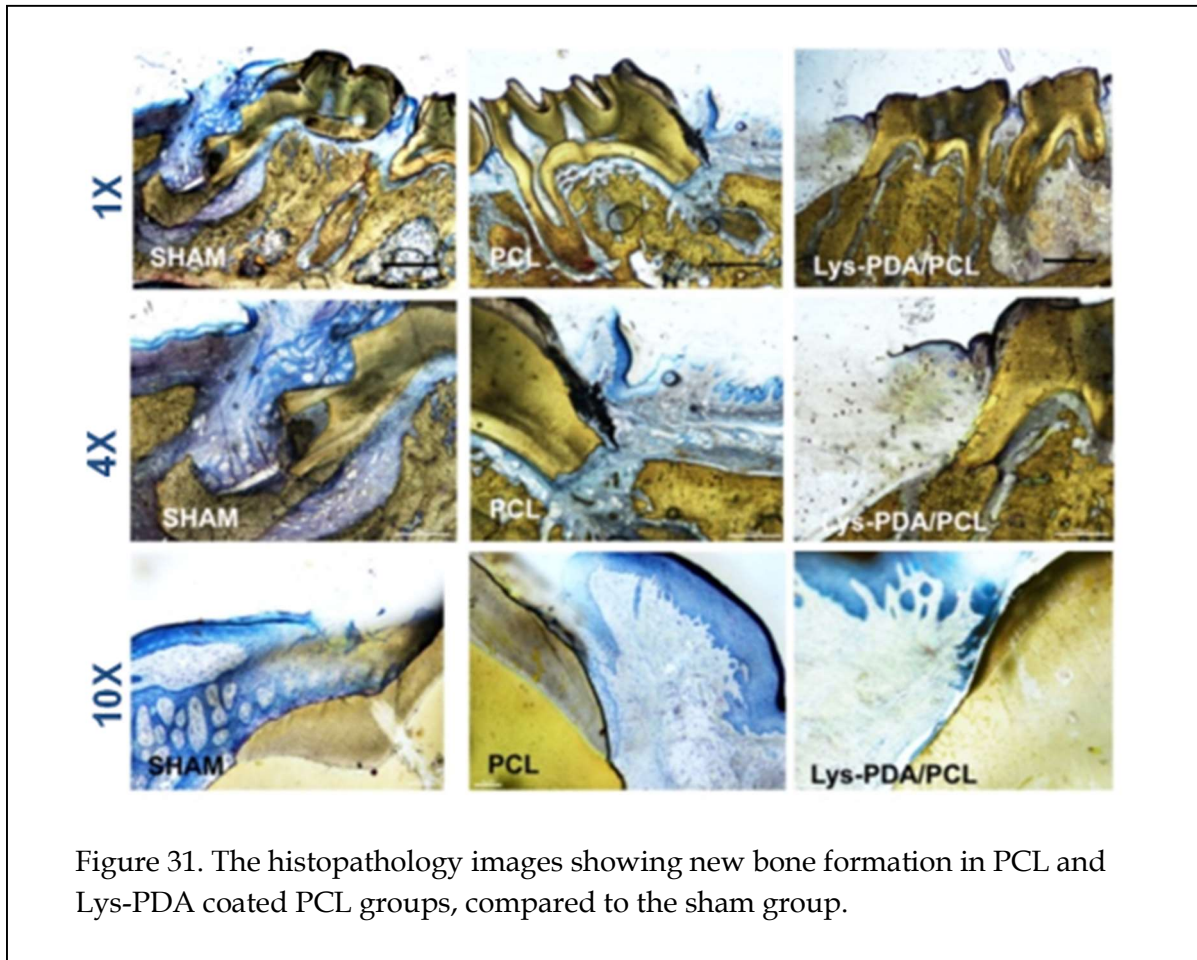 1X
SHAM
PCL
Lys-PDA/PCL
4X
SHAM
PCL
Lys-PDA/PCL
10X
SHAM
PCL
Lys-PDA/PCL
Figure 31. The histopathology images showing new bone formation in PCL and
Lys-PDA coated PCL groups, compared to the sham group.